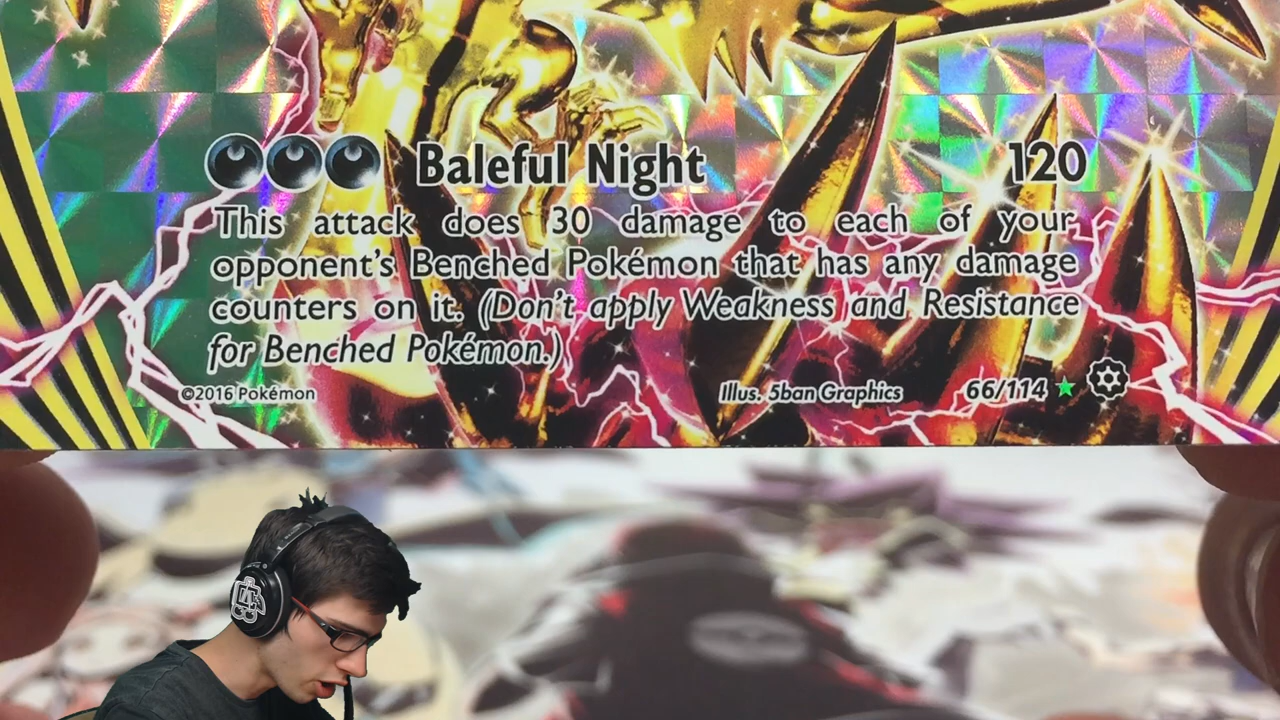 Baleful Night 120
This attack does 30 damage to each of your
opponent's Benched Pokémon that has any damage
counters on it. (Don't apply Weakness and Resistance
for Benched Pokémon.)
©2016 Pokémon Illus. 5ban Graphics 66/114